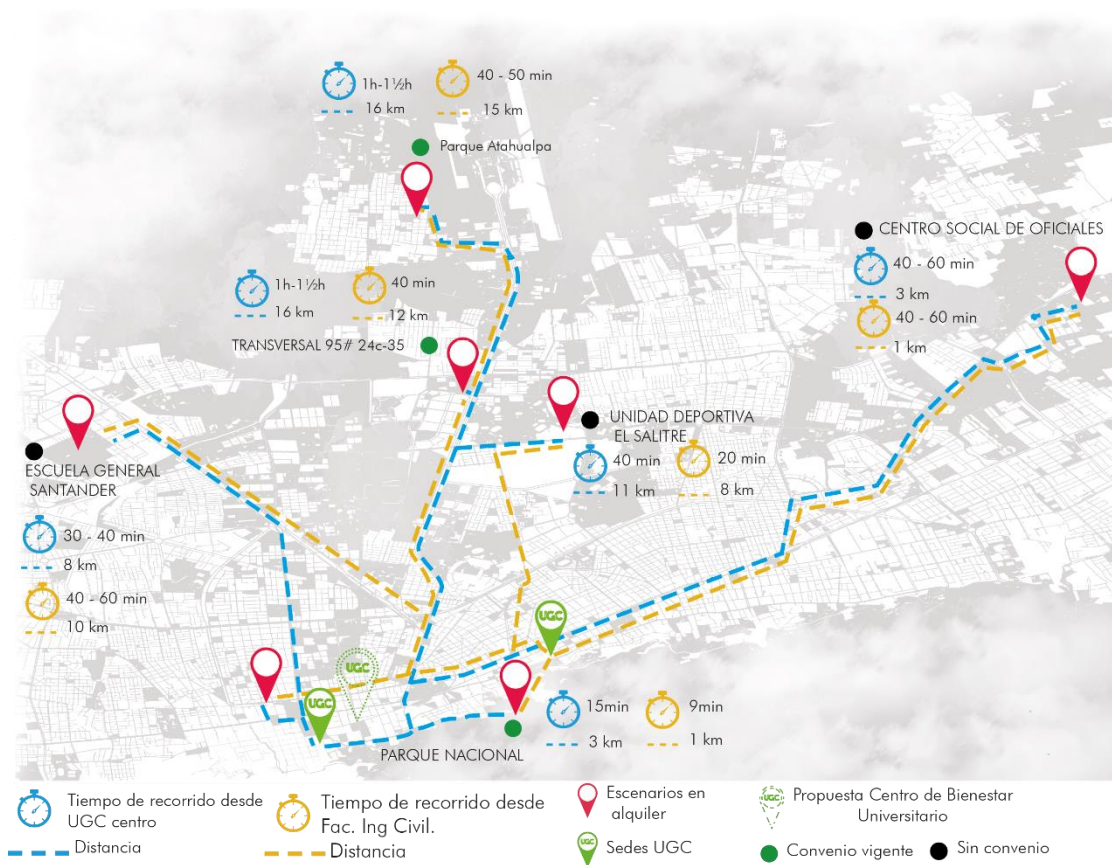 1h-1½h
16 km
40 - 50 min
15 km
Parque Atahualpa
CENTRO SOCIAL DE OFICIALES
40 - 60 min
3 km
40 - 60 min
1 km
1h-1½h
16 km
40 min
12 km
TRANSVERSAL 95# 24c-35
UNIDAD DEPORTIVA
EL SALITRE
40 min
11 km
20 min
8 km
ESCUELA GENERAL
SANTANDER
30 - 40 min
8 km
40 - 60 min
10 km
UGC
UGC
UGC
15min
3 km
9min
1 km
PARQUE NACIONAL
Tiempo de recorrido desde
UGC centro
Distancia
Tiempo de recorrido desde
Fac. Ing Civil.
Distancia
Escenarios en
alquiler
UGC
Sedes UGC
UGC
Propuesta Centro de Bienestar
Universitario
Convenio vigente
Sin convenio